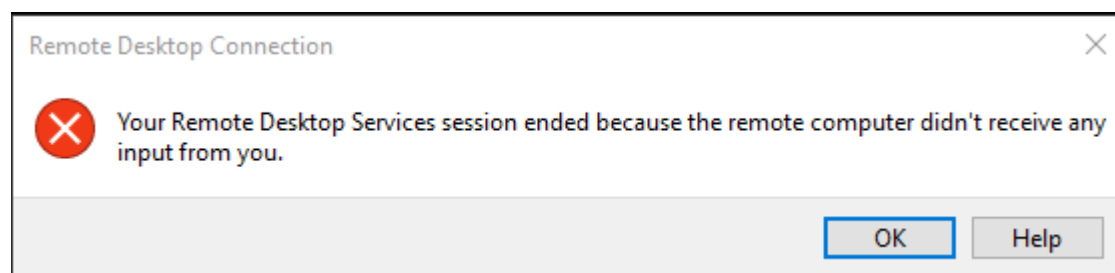 Remote Desktop Connection
Your Remote Desktop Services session ended because the remote computer didn't receive any
input from you.
OK
Help